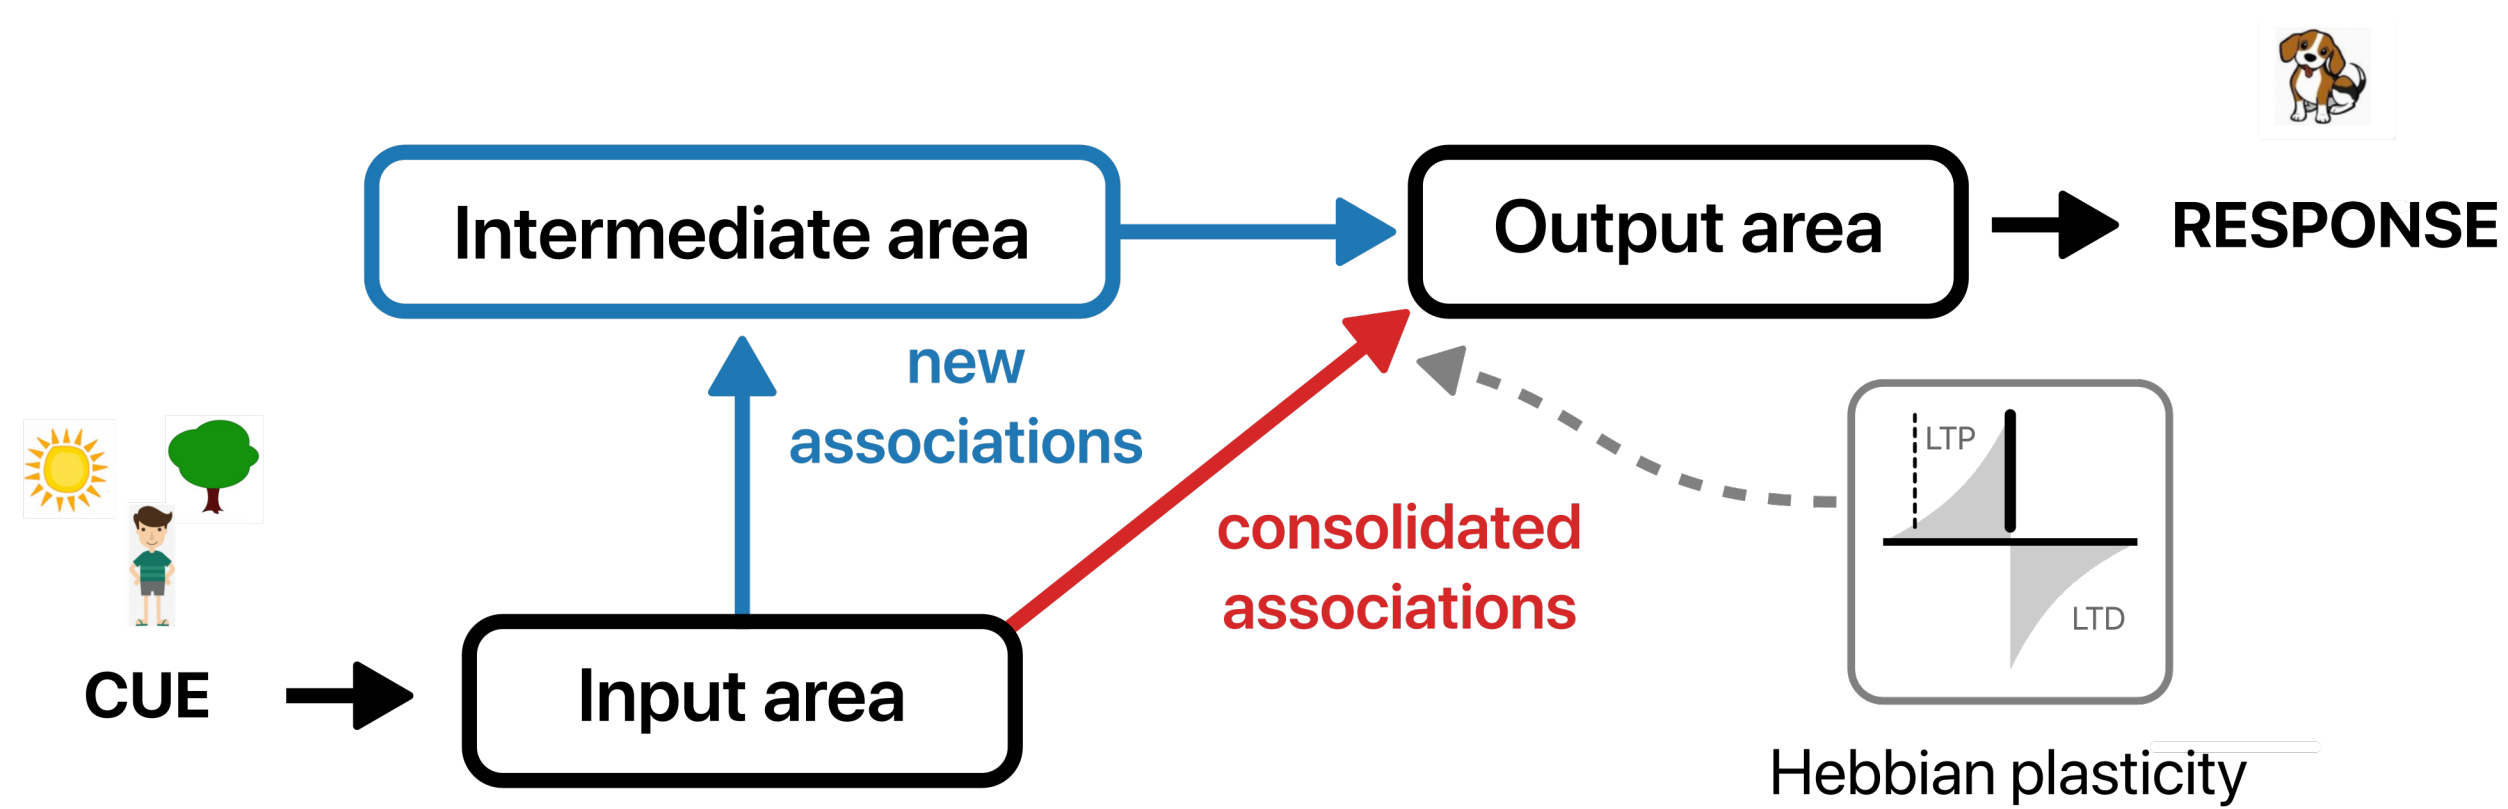 Intermediate area
Output area
RESPONSE
new
associations
consolidated
associations
LTP
LTD
CUE
Input area
Hebbian plasticity